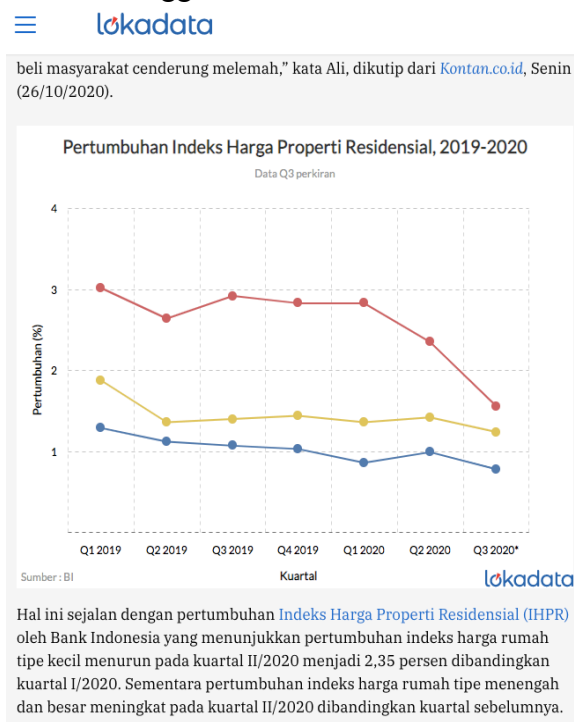 lokadata
beli masyarakat cenderung melemah,” kata Ali, dikutip dari Kontan.co.id, Senin
(26/10/2020).
Pertumbuhan Indeks Harga Properti Residensial, 2019-2020
Data Q3 perkiran
4
3
2
1
Pertumbuhan (%)
Q1 2019 Q2 2019 Q3 2019 Q4 2019 Q1 2020 Q2 2020 Q3 2020*
Sumber : BI
Kuartal
lokadata
Hal ini sejalan dengan pertumbuhan Indeks Harga Properti Residensial (IHPR)
oleh Bank Indonesia yang menunjukkan pertumbuhan indeks harga rumah
tipe kecil menurun pada kuartal II/2020 menjadi 2,35 persen dibandingkan
kuartal I/2020. Sementara pertumbuhan indeks harga rumah tipe menengah
dan besar meningkat pada kuartal II/2020 dibandingkan kuartal sebelumnya.